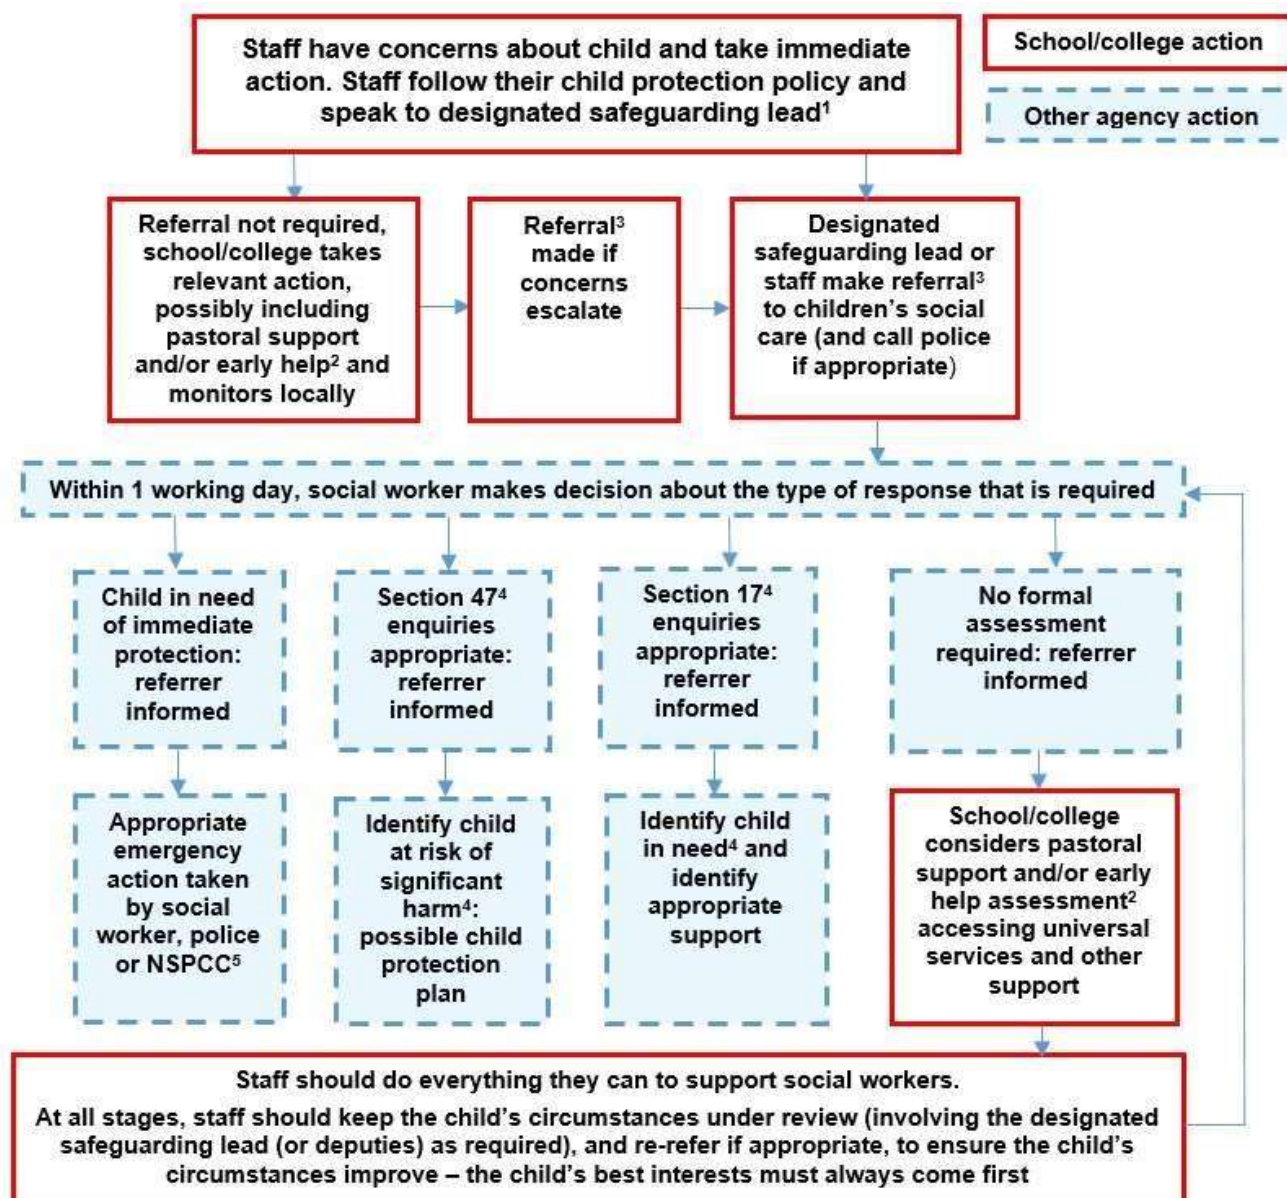 Staff have concerns about child and take immediate
action. Staff follow their child protection policy and
speak to designated safeguarding lead¹
School/college action
Other agency action
Referral not required,
school/college takes
relevant action,
possibly including
pastoral support
and/or early help² and
monitors locally
Referral³
made if
concerns
escalate
Designated
safeguarding lead or
staff make referral³
to children’s social
care (and call police
if appropriate)
Within 1 working day, social worker makes decision about the type of response that is required
Child in need
of immediate
protection:
referrer
informed
Section 47⁴
enquiries
appropriate:
referrer
informed
Section 17⁴
enquiries
appropriate:
referrer
informed
No formal
assessment
required: referrer
informed
Appropriate
emergency
action taken
by social
worker, police
or NSPCC⁵
Identify child
at risk of
significant
harm⁴:
possible child
protection
plan
Identify child
in need⁴ and
identify
appropriate
support
School/college
considers pastoral
support and/or early
help assessment²
accessing universal
services and other
support
Staff should do everything they can to support social workers.
At all stages, staff should keep the child’s circumstances under review (involving the designated
safeguarding lead (or deputies) as required), and re-refer if appropriate, to ensure the child’s
circumstances improve – the child’s best interests must always come first